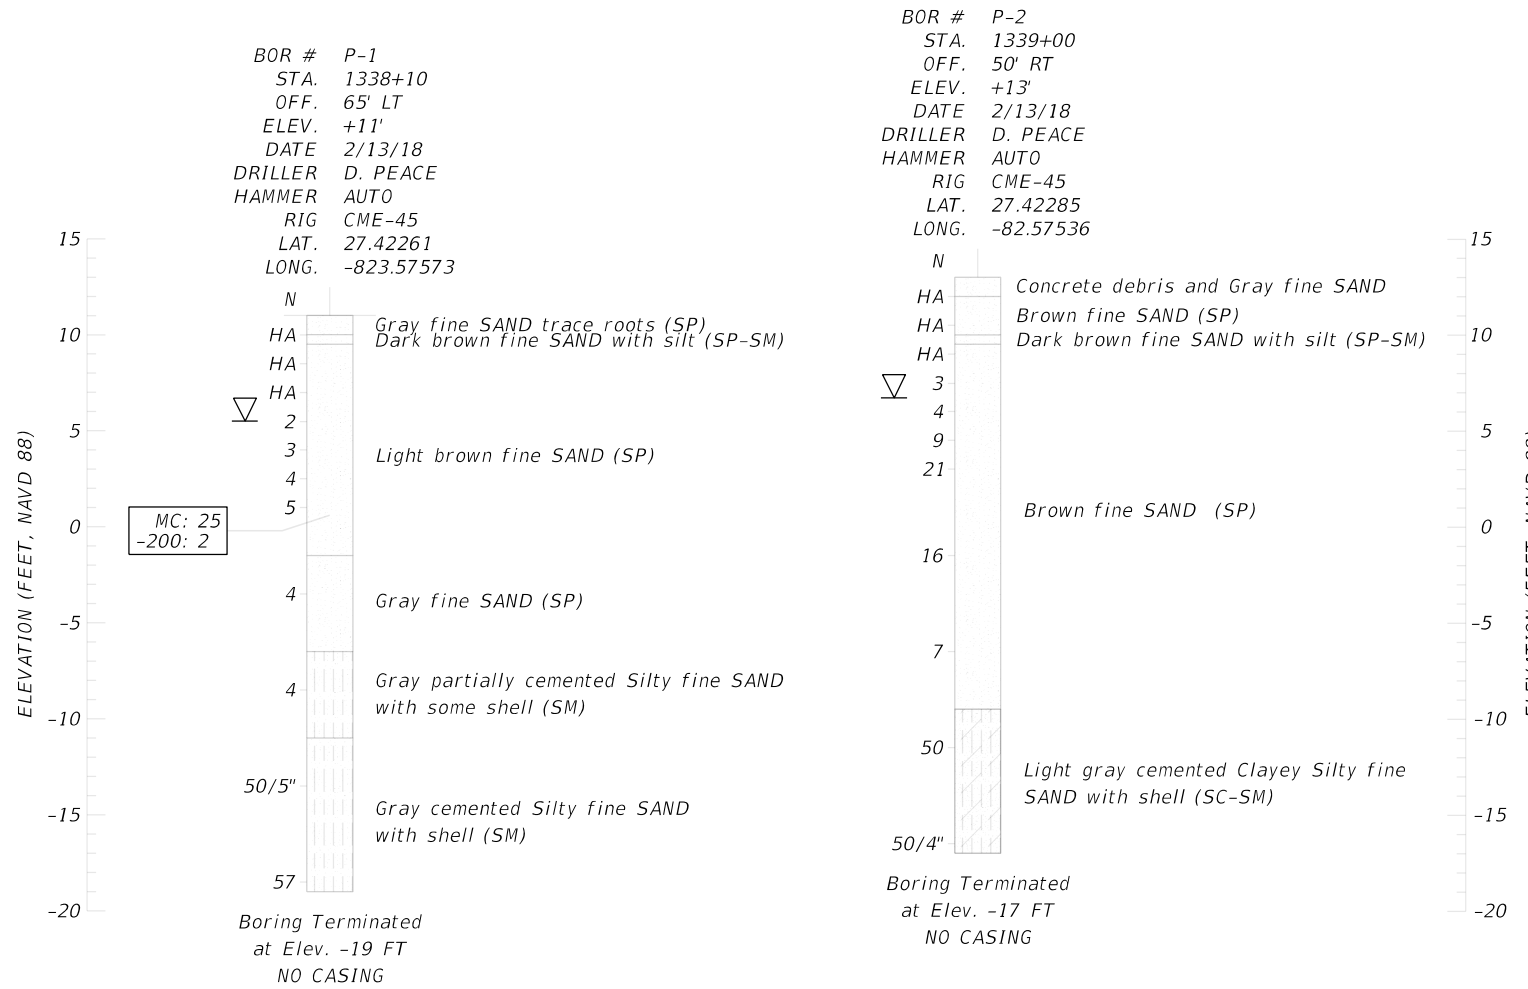 BOR # P-1
STA. 1338+10
OFF. 65' LT
ELEV. +11'
DATE 2/13/18
DRILLER D. PEACE
HAMMER AUTO
RIG CME-45
LAT. 27.42261
LONG. -823.57573
N
HA
HA
HA
2
3
4
5
4
4
50/5"
57
Gray fine SAND trace roots (SP)
Dark brown fine SAND with silt (SP-SM)
Light brown fine SAND (SP)
Gray fine SAND (SP)
Gray partially cemented Silty fine SAND
with some shell (SM)
Gray cemented Silty fine SAND
with shell (SM)
MC: 25
-200: 2
Boring Terminated
at Elev. -19 FT
NO CASING
ELEVATION (FEET, NAVD 88)
15
10
5
0
-5
-10
-15
-20
BOR # P-2
STA. 1339+00
OFF. 50' RT
ELEV. +13'
DATE 2/13/18
DRILLER D. PEACE
HAMMER AUTO
RIG CME-45
LAT. 27.42285
LONG. -82.57536
N
HA
HA
HA
3
4
9
21
16
7
50
50/4"
Concrete debris and Gray fine SAND
Brown fine SAND (SP)
Dark brown fine SAND with silt (SP-SM)
Brown fine SAND (SP)
Light gray cemented Clayey Silty fine
SAND with shell (SC-SM)
Boring Terminated
at Elev. -17 FT
NO CASING
15
10
5
0
-5
-10
-15
-20